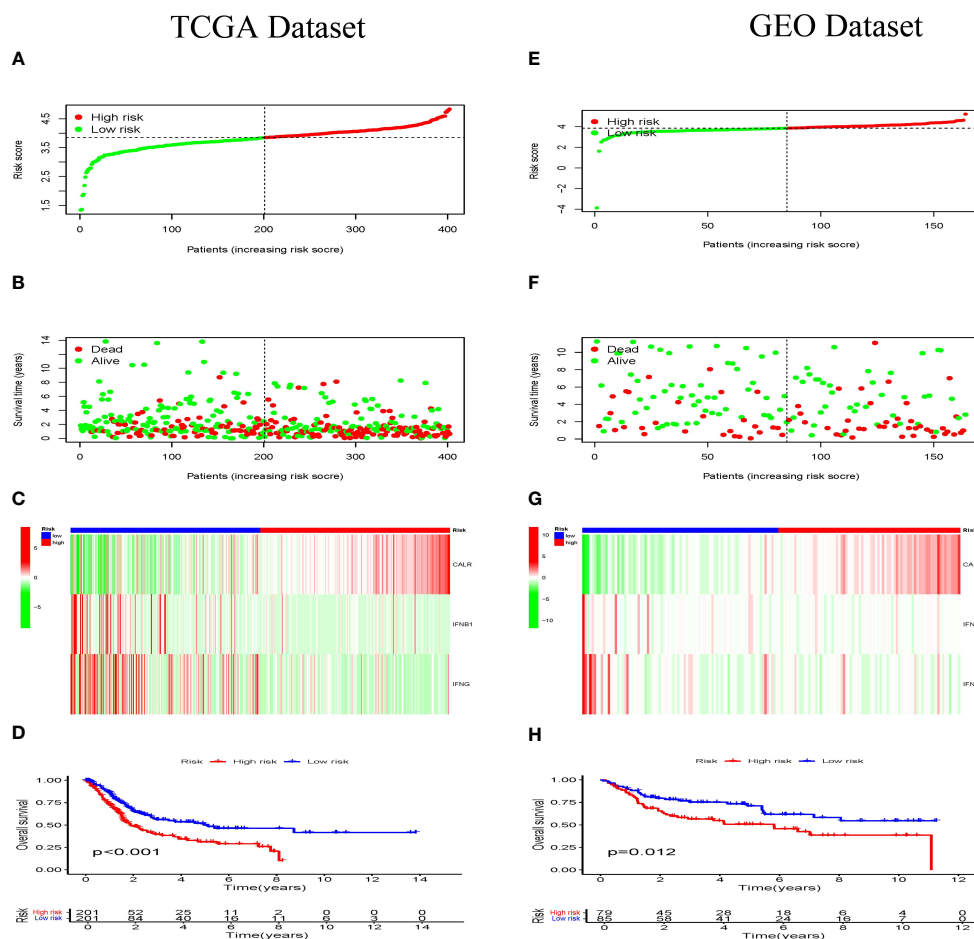 TCGA Dataset
GEO Dataset
A
High risk
Low risk
Risk score
4.5
3.5
2.5
1.5
0
100
200
300
400
Patients (increasing risk socre)
E
High risk
Low risk
Risk score
4
2
0
−2
−4
0
50
100
150
Patients (increasing risk socre)
B
Dead
Alive
Survival time (years)
14
10
8
6
4
2
0
0
100
200
300
400
Patients (increasing risk socre)
F
Dead
Alive
Survival time (years)
10
8
6
4
2
0
0
50
100
150
Patients (increasing risk socre)
C
Risk
low
high
5
0
−5
Risk
CALR
IFNB1
IFNG
G
Risk
low
high
10
5
0
−5
−10
Ris
CA
IFN
IFN
D
Risk High risk Low risk
Overall survival
1.00
0.75
0.50
0.25
0.00
p<0.001
0 2 4 6 8 10 12 14
Time(years)
Risk
High risk 201 52 25 11 2 0 0 0
Low risk 201 84 40 16 11 6 3 0
0 2 4 6 8 10 12 14
Time(years)
H
Risk High risk Low risk
Overall survival
1.00
0.75
0.50
0.25
0.00
p=0.012
0 2 4 6 8 10 12
Time(years)
Risk
High risk 79 45 28 18 6 4 0
Low risk 85 58 41 24 16 7 0
0 2 4 6 8 10 12
Time(years)